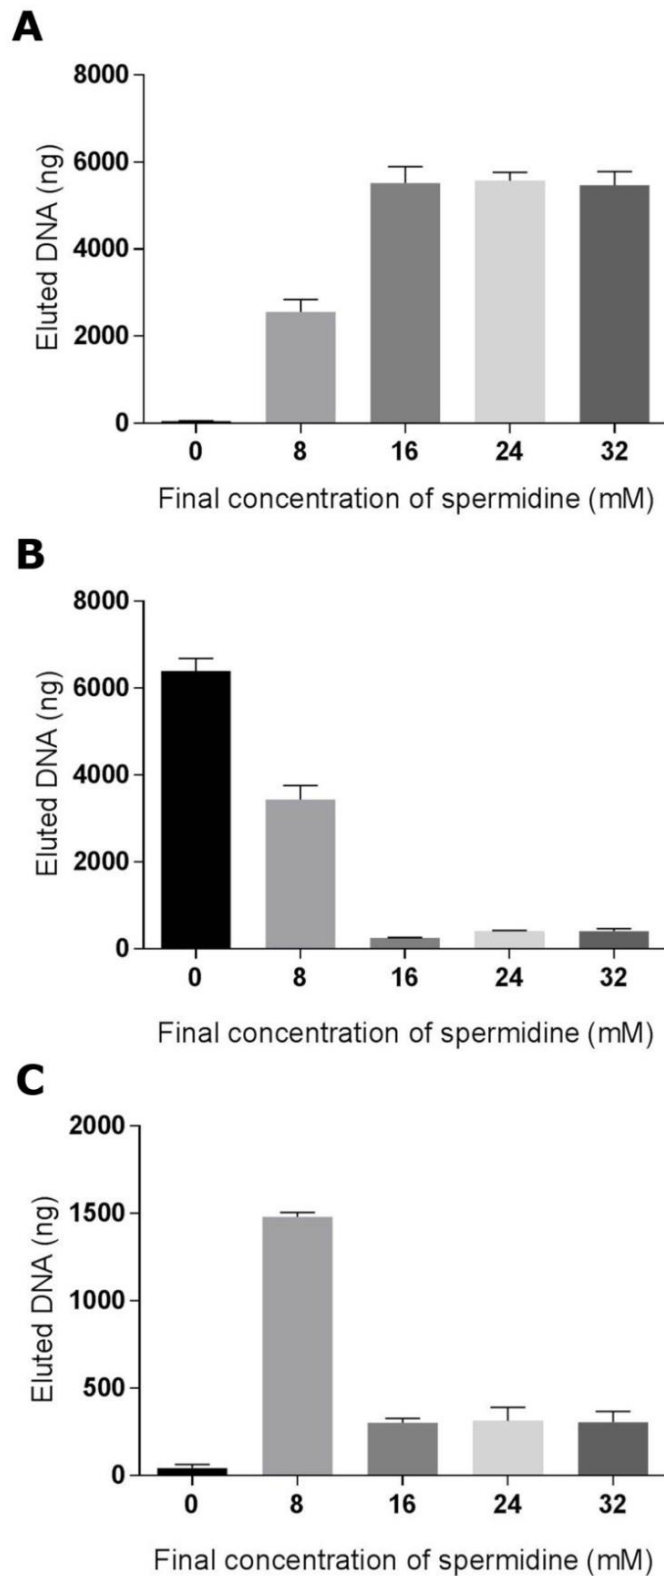 A
8000
6000
4000
2000
0
Eluted DNA (ng)
0 8 16 24 32
Final concentration of spermidine (mM)
B
8000
6000
4000
2000
0
Eluted DNA (ng)
0 8 16 24 32
Final concentration of spermidine (mM)
C
2000
1500
1000
500
0
Eluted DNA (ng)
0 8 16 24 32
Final concentration of spermidine (mM)